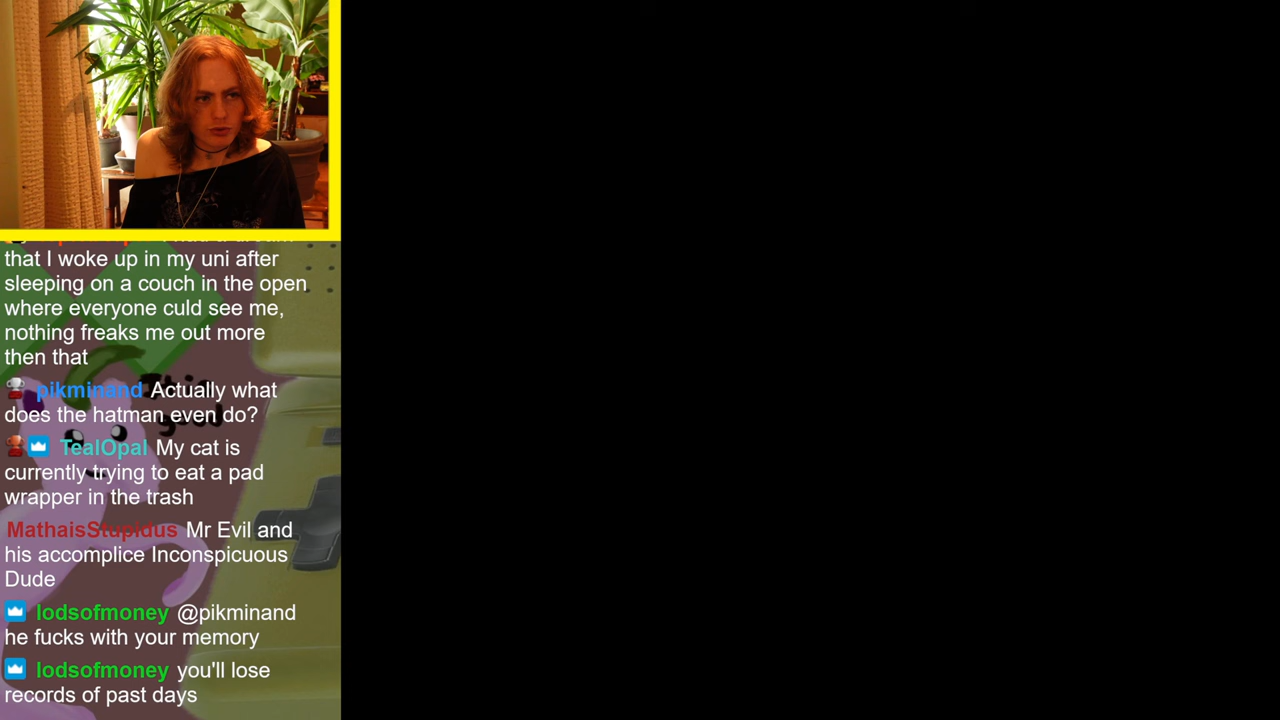 that I woke up in my uni after
sleeping on a couch in the open
where everyone culd see me,
nothing freaks me out more
then that
pikminand Actually what
does the hatman even do?
TealOpal My cat is
currently trying to eat a pad
wrapper in the trash
MathaisStupidus Mr Evil and
his accomplice Inconspicuous
Dude
lodsofmoney @pikminand
he fucks with your memory
lodsofmoney you'll lose
records of past days